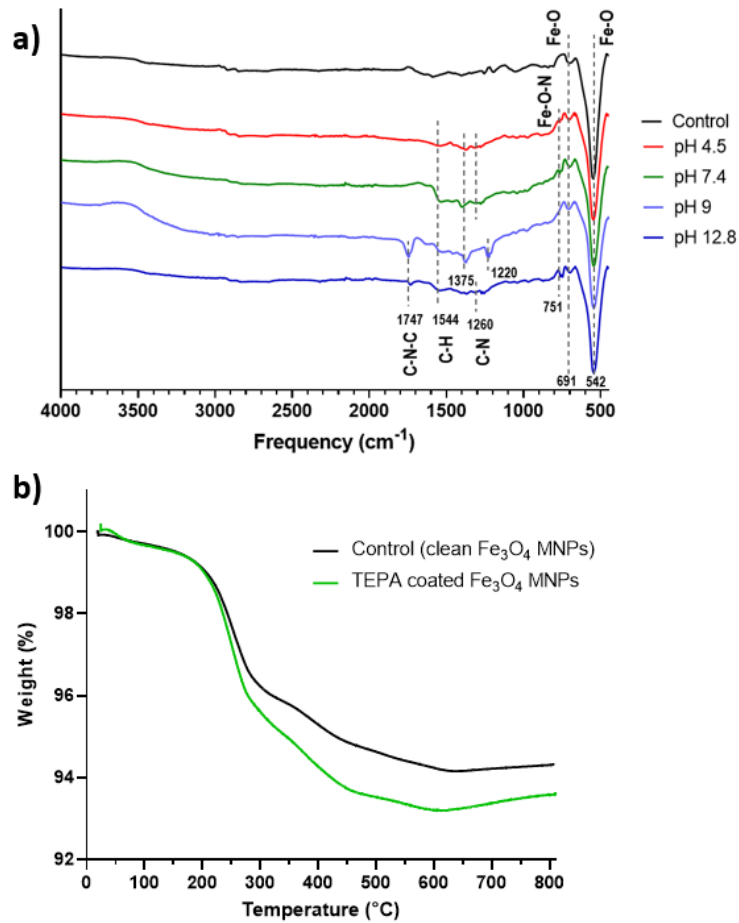 a)
Fe-O
Fe-O
Fe-O-N
Control
pH 4.5
pH 7.4
pH 9
pH 12.8
1375
1220
1747
1544
1260
751
691
542
C-N-C
C-H
C-N
4000
3500
3000
2500
2000
1500
1000
500
Frequency (cm⁻¹)
b)
Control (clean Fe₃O₄ MNPs)
TEPA coated Fe₃O₄ MNPs
Weight (%)
100
98
96
94
92
0
100
200
300
400
500
600
700
800
Temperature (°C)